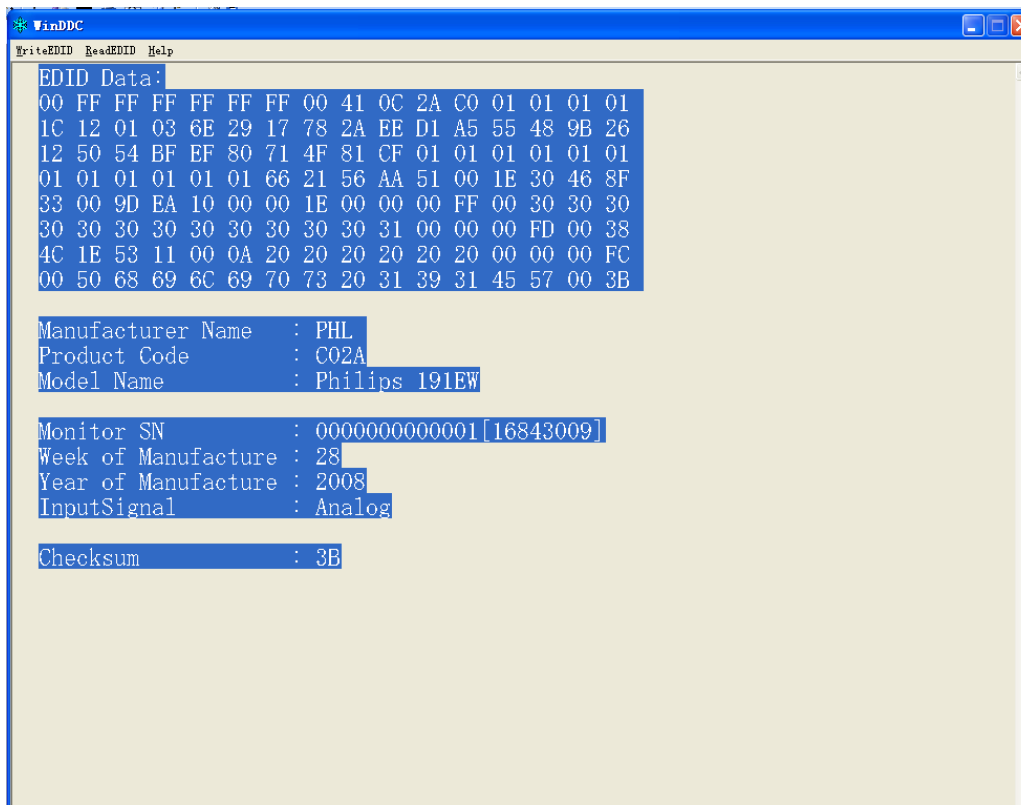 WinDDC
WriteEDID ReadEDID Help
EDID Data:
00 FF FF FF FF FF FF 00 41 0C 2A C0 01 01 01 01
1C 12 01 03 6E 29 17 78 2A EE D1 A5 55 48 9B 26
12 50 54 BF EF 80 71 4F 81 CF 01 01 01 01 01 01
01 01 01 01 01 01 66 21 56 AA 51 00 1E 30 46 8F
33 00 9D EA 10 00 00 1E 00 00 00 FF 00 30 30 30
30 30 30 30 30 30 30 30 30 31 00 00 00 FD 00 38
4C 1E 53 11 00 0A 20 20 20 20 20 20 00 00 00 FC
00 50 68 69 6C 69 70 73 20 31 39 31 45 57 00 3B
Manufacturer Name : PHL
Product Code : C02A
Model Name : Philips 191EW
Monitor SN : 0000000000001[16843009]
Week of Manufacture : 28
Year of Manufacture : 2008
InputSignal : Analog
Checksum : 3B